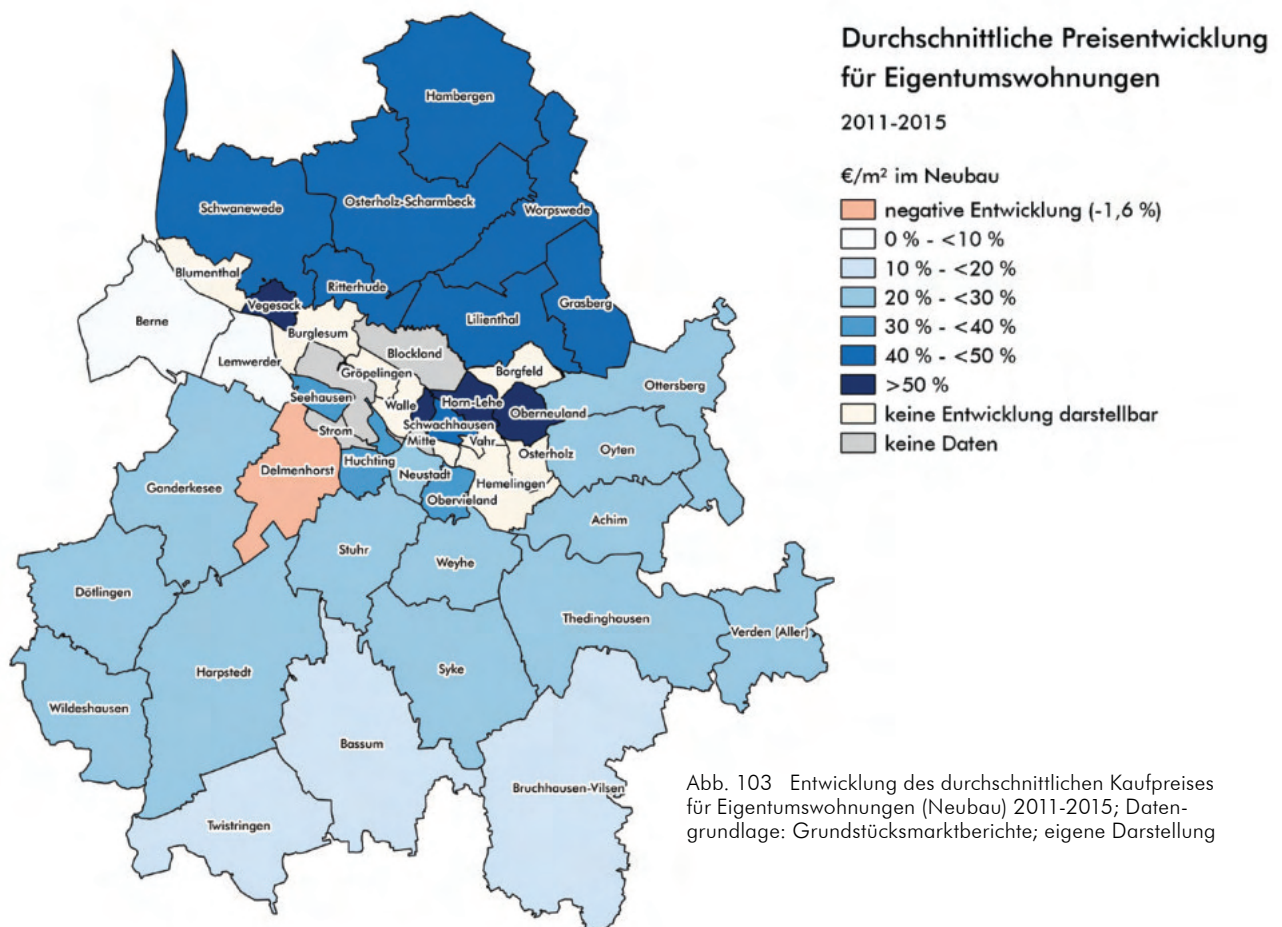 Durchschnittliche Preisentwicklung
für Eigentumswohnungen
2011-2015
€/m² im Neubau
negative Entwicklung (-1,6 %)
0 % - <10 %
10 % - <20 %
20 % - <30 %
30 % - <40 %
40 % - <50 %
>50 %
keine Entwicklung darstellbar
keine Daten
Hambergen
Schwanewede
Osterholz-Scharmbeck
Worpswede
Blumenthal
Ritterhude
Vegesack
Grasberg
Berne
Burglesum
Lilienthal
Lemwerder
Blockland
Gröpelingen
Borgfeld
Ottersberg
Seehausen
Walle
Horn-Lehe
Oberneuland
Schwachhausen
Strom
Mitte
Vahr
Oyten
Osterholz
Huchting
Delmenhorst
Neustadt
Hemelingen
Ganderkesee
Obervieland
Achim
Stuhr
Weyhe
Dötlingen
Thedinghausen
Verden (Aller)
Harpstedt
Syke
Wildeshausen
Bassum
Bruchhausen-Vilsen
Twistringen
Abb. 103 Entwicklung des durchschnittlichen Kaufpreises
für Eigentumswohnungen (Neubau) 2011-2015; Daten-
grundlage: Grundstücksmarktberichte; eigene Darstellung